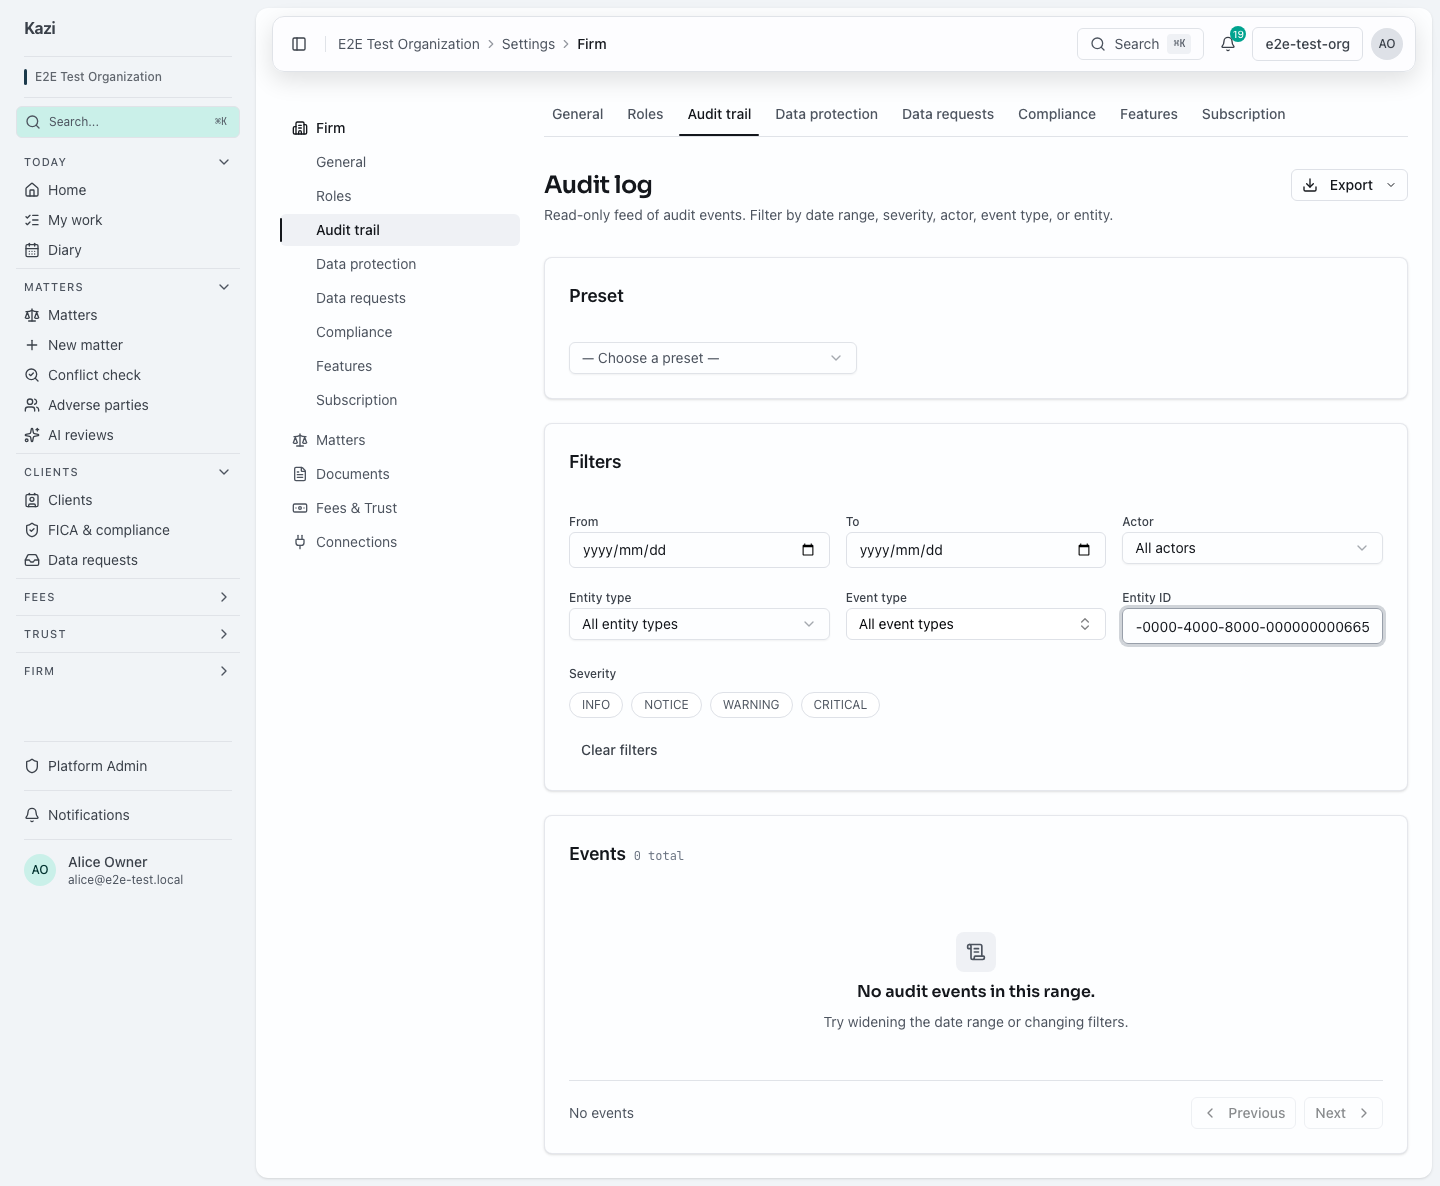 Kazi
E2E Test Organization
Search... ⌘K
TODAY
Home
My work
Diary
MATTERS
Matters
New matter
Conflict check
Adverse parties
AI reviews
CLIENTS
Clients
FICA & compliance
Data requests
FEES
TRUST
FIRM
Platform Admin
Notifications
AO
Alice Owner
alice@e2e-test.local
E2E Test Organization > Settings > Firm
Search ⌘K
19
e2e-test-org
AO
Firm
General
Roles
Audit trail
Data protection
Data requests
Compliance
Features
Subscription
Matters
Documents
Fees & Trust
Connections
General Roles Audit trail Data protection Data requests Compliance Features Subscription
Audit log
Read-only feed of audit events. Filter by date range, severity, actor, event type, or entity.
Export
Preset
— Choose a preset —
Filters
From To Actor
yyyy/mm/dd yyyy/mm/dd All actors
Entity type Event type Entity ID
All entity types All event types -0000-4000-8000-000000000665
Severity
INFO NOTICE WARNING CRITICAL
Clear filters
Events 0 total
No audit events in this range.
Try widening the date range or changing filters.
No events
Previous Next